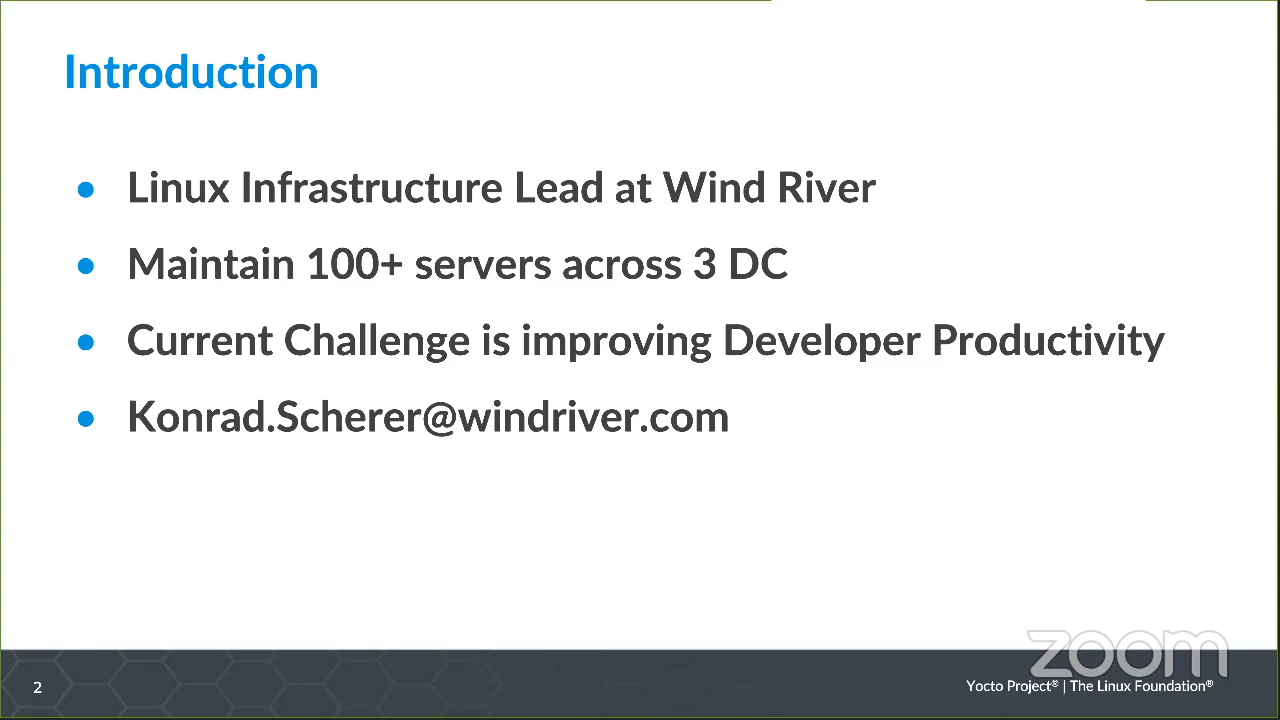 Introduction
• Linux Infrastructure Lead at Wind River
• Maintain 100+ servers across 3 DC
• Current Challenge is improving Developer Productivity
• Konrad.Scherer@windriver.com
zoom
2
Yocto Project® | The Linux Foundation®